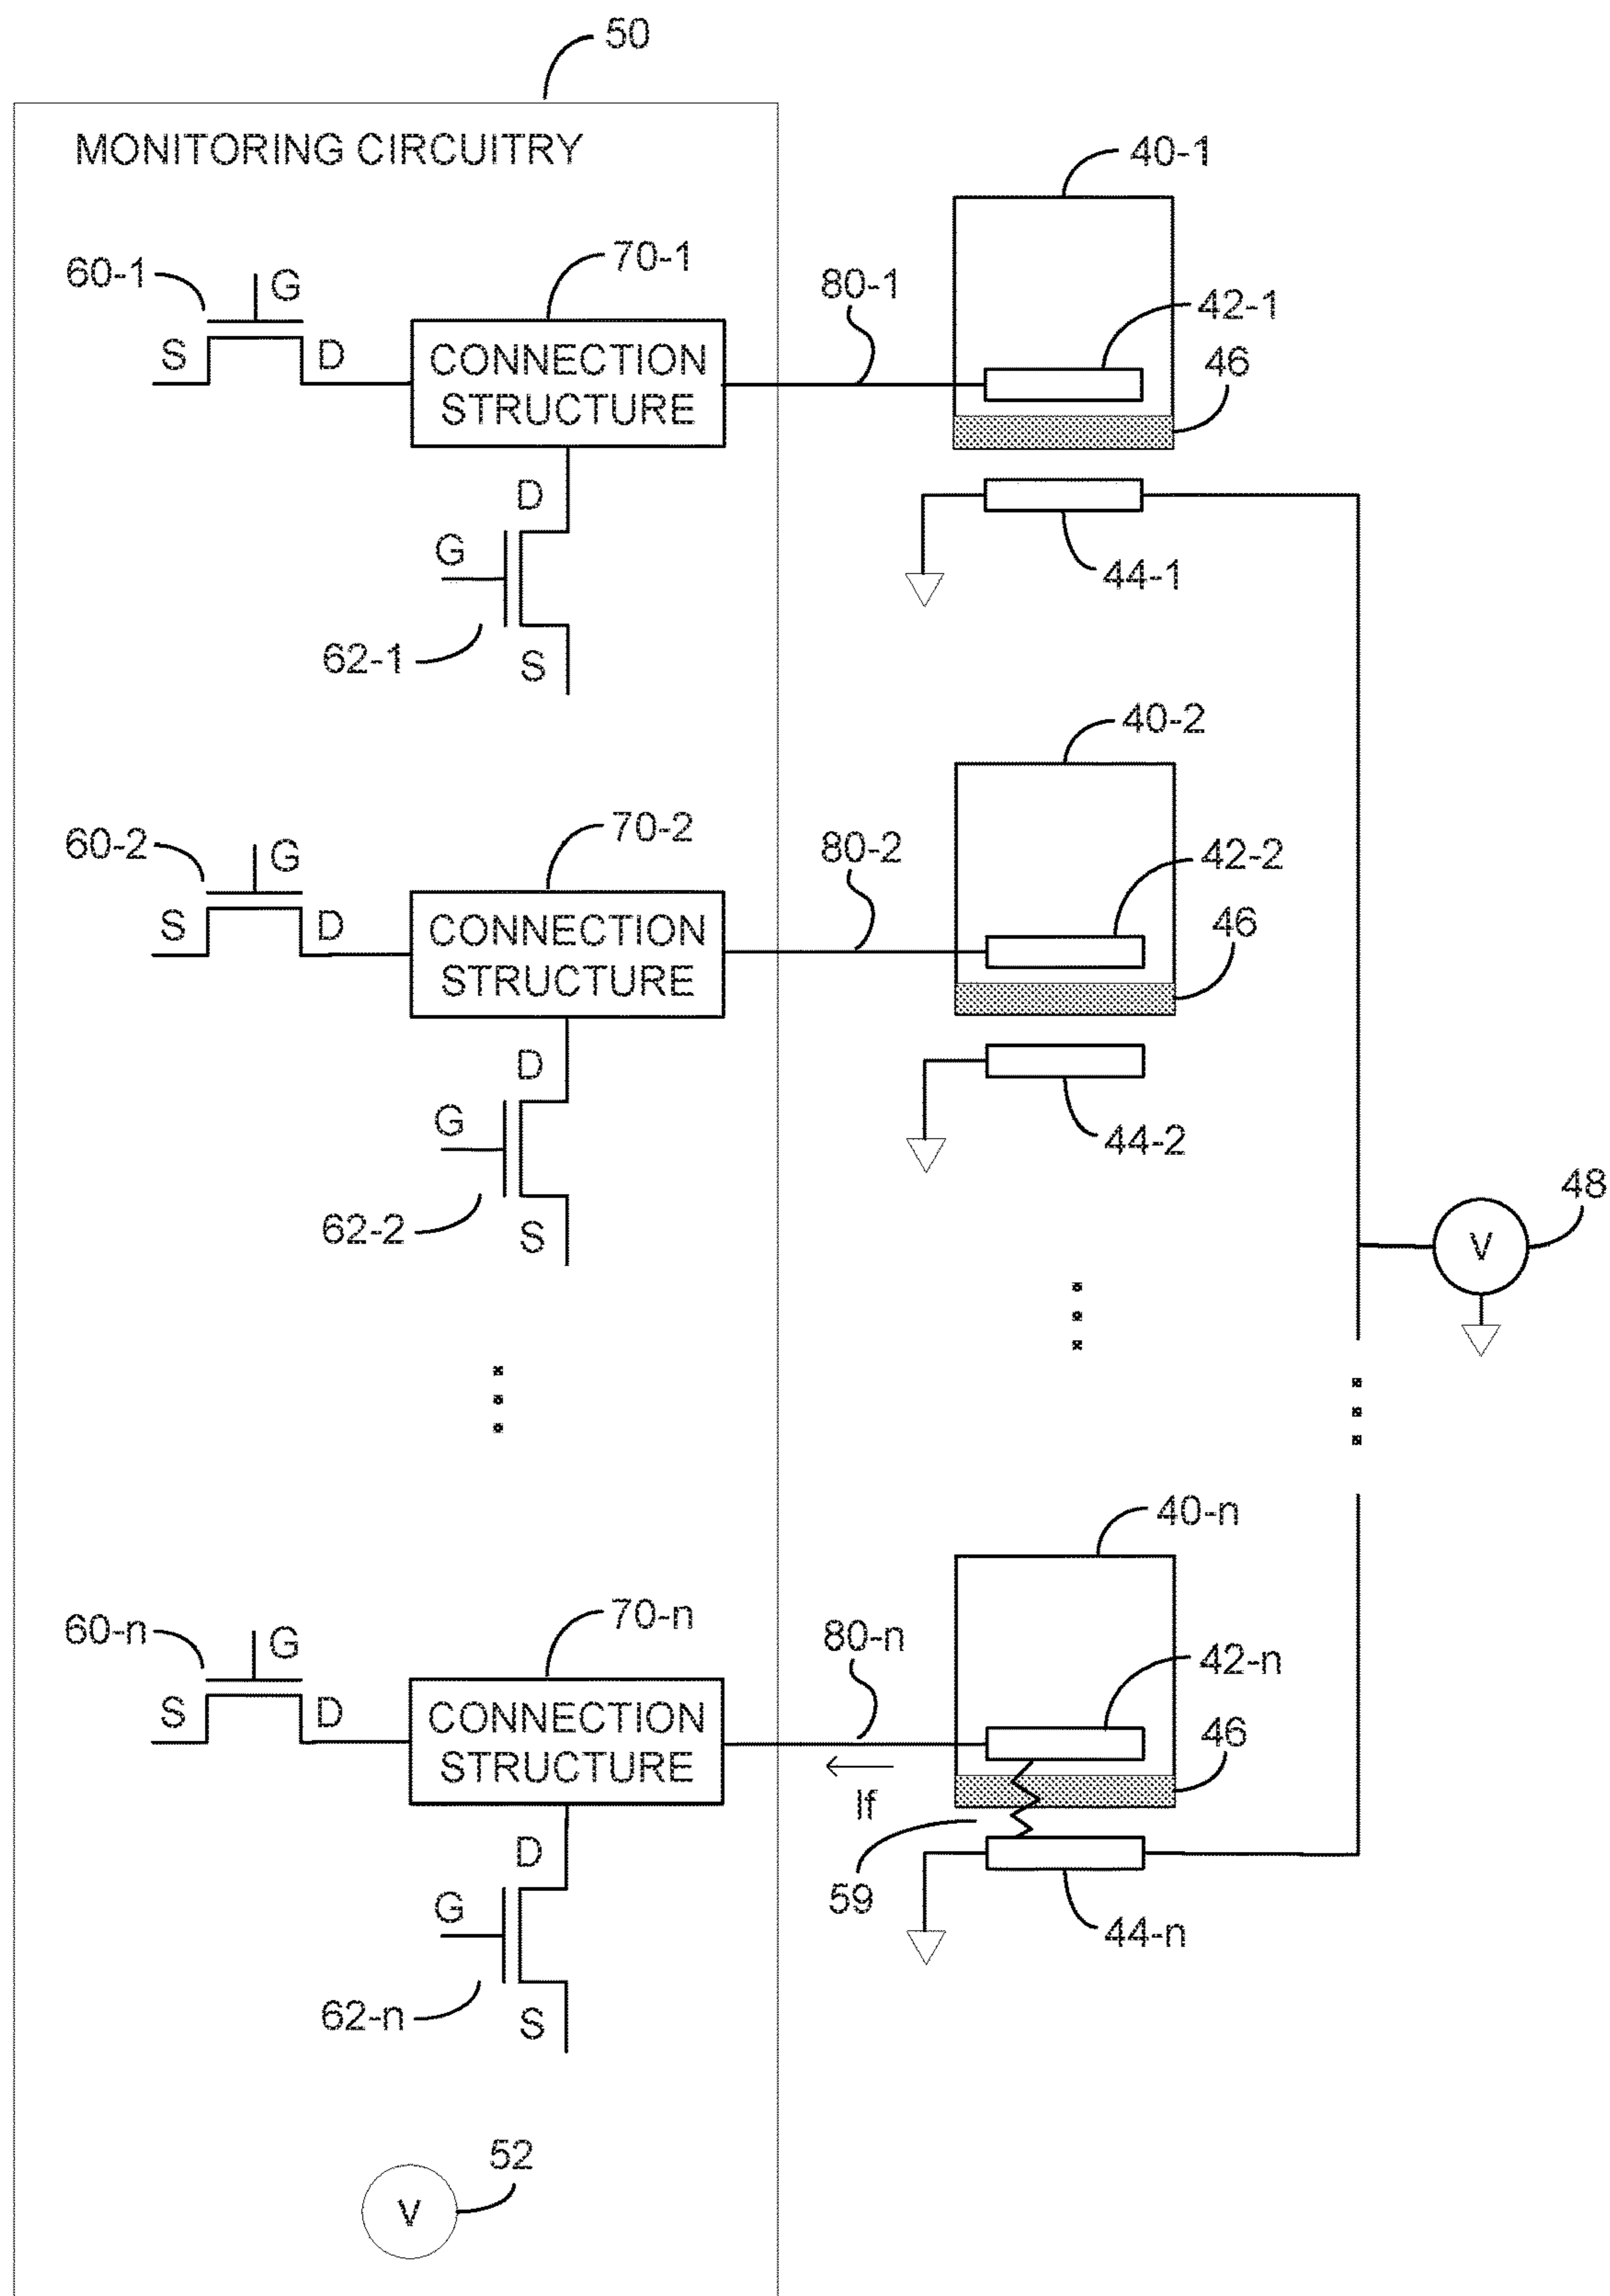 50
MONITORING CIRCUITRY
40-1
60-1
G
70-1
80-1
42-1
S
D
CONNECTION
STRUCTURE
46
D
G
44-1
62-1
S
40-2
60-2
G
70-2
80-2
42-2
S
D
CONNECTION
STRUCTURE
46
D
G
44-2
62-2
S
48
V
40-n
60-n
G
70-n
80-n
42-n
S
D
CONNECTION
STRUCTURE
46
If
D
59
G
44-n
62-n
S
52
V